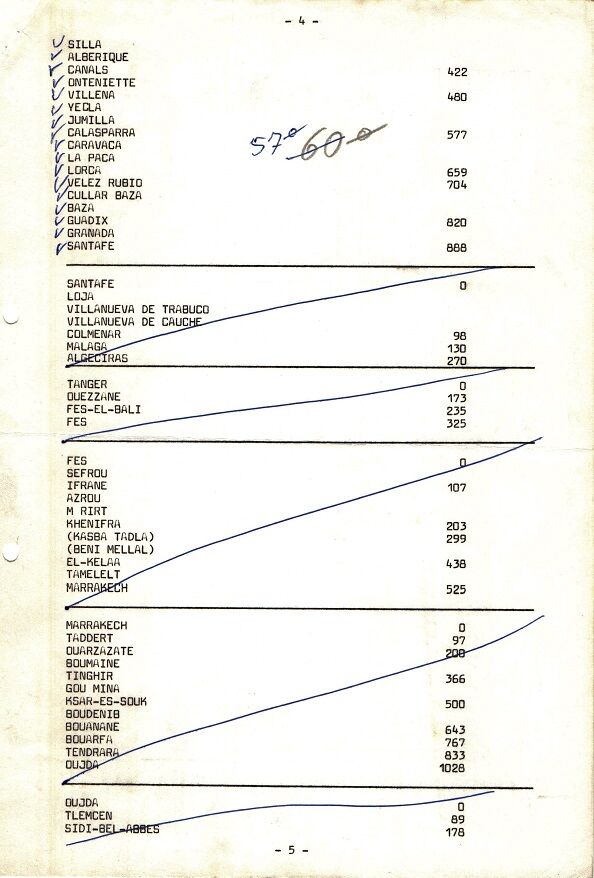 - 4 -
SILLA
ALBERIQUE
CANALS 422
ONTENIETTE
VILLENA 480
YECLA
JUMILLA
CALASPARRA 577
CARAVACA
LA PACA
LORCA 659
VELEZ RUBIO 704
CULLAR BAZA
BAZA
GUADIX 820
GRANADA
SANTAFE 888
57º 60º
SANTAFE 0
LOJA
VILLANUEVA DE TRABUCO
VILLANUEVA DE CAUCHE
COLMENAR 98
MALAGA 130
ALGECIRAS 270
TANGER 0
OUEZZANE 173
FES-EL-BALI 235
FES 325
FES 0
SEFROU
IFRANE 107
AZROU
M RIRT
KHENIFRA 203
(KASBA TADLA) 299
(BENI MELLAL)
EL-KELAA 438
TAMELELT
MARRAKECH 525
MARRAKECH 0
TADDERT 97
OUARZAZATE 200
BOUMAINE
TINGHIR 366
GOU MINA
KSAR-ES-SOUK 500
BOUDENIB
BOUANANE 643
BOUARFA 767
TENDRARA 833
OUJDA 1028
OUJDA 0
TLEMCEN 89
SIDI-BEL-ABBES 178
- 5 -